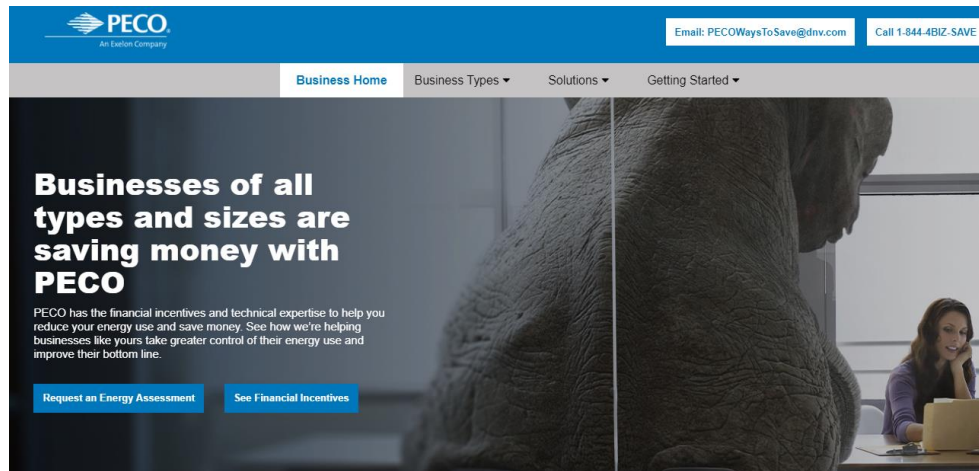 PECO.
An Exelon Company
Email: PECOWaysToSave@dnv.com
Call 1-844-4BIZ-SAVE
Business Home
Business Types
Solutions
Getting Started
Businesses of all
types and sizes are
saving money with
PECO
PECO has the financial incentives and technical expertise to help you
reduce your energy use and save money. See how we're helping
businesses like yours take greater control of their energy use and
improve their bottom line.
Request an Energy Assessment
See Financial Incentives